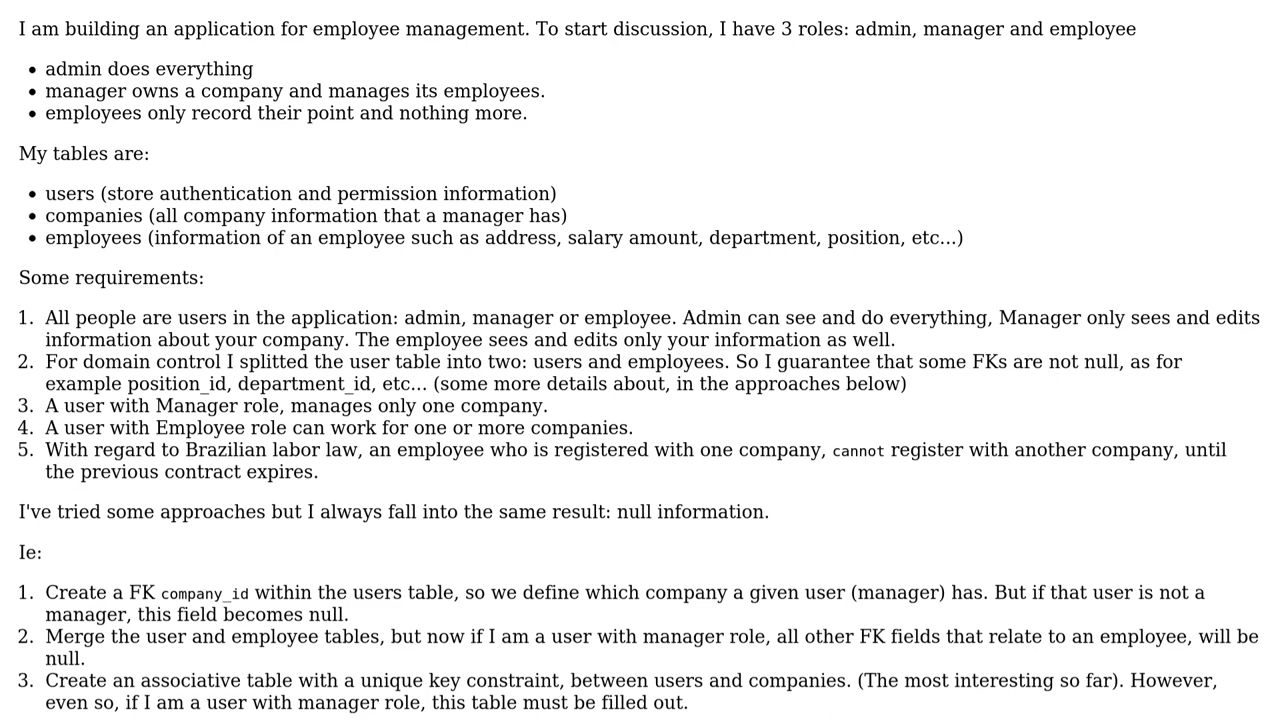 I am building an application for employee management. To start discussion, I have 3 roles: admin, manager and employee
• admin does everything
• manager owns a company and manages its employees.
• employees only record their point and nothing more.
My tables are:
• users (store authentication and permission information)
• companies (all company information that a manager has)
• employees (information of an employee such as address, salary amount, department, position, etc...)
Some requirements:
1. All people are users in the application: admin, manager or employee. Admin can see and do everything, Manager only sees and edits
information about your company. The employee sees and edits only your information as well.
2. For domain control I splitted the user table into two: users and employees. So I guarantee that some FKs are not null, as for
example position_id, department_id, etc... (some more details about, in the approaches below)
3. A user with Manager role, manages only one company.
4. A user with Employee role can work for one or more companies.
5. With regard to Brazilian labor law, an employee who is registered with one company, cannot register with another company, until
the previous contract expires.
I've tried some approaches but I always fall into the same result: null information.
Ie:
1. Create a FK company_id within the users table, so we define which company a given user (manager) has. But if that user is not a
manager, this field becomes null.
2. Merge the user and employee tables, but now if I am a user with manager role, all other FK fields that relate to an employee, will be
null.
3. Create an associative table with a unique key constraint, between users and companies. (The most interesting so far). However,
even so, if I am a user with manager role, this table must be filled out.